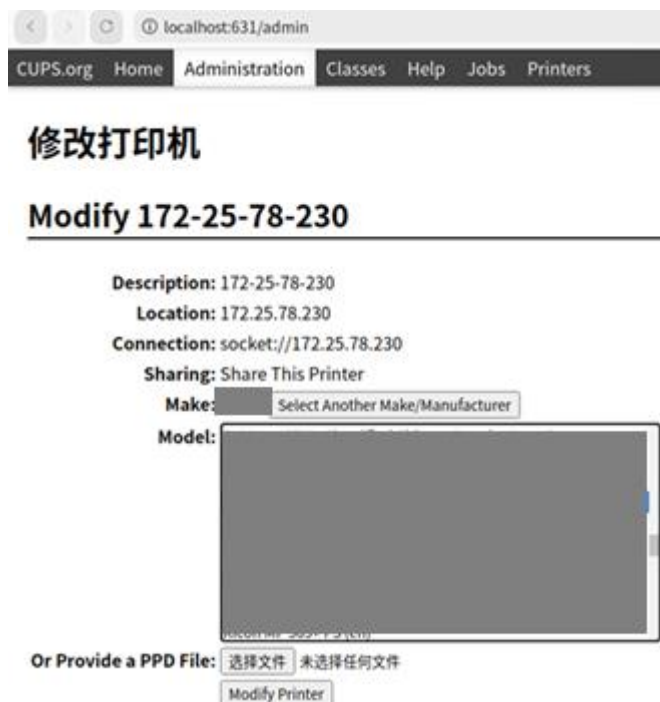 localhost:631/admin
CUPS.org Home Administration Classes Help Jobs Printers
修改打印机
Modify 172-25-78-230
Description: 172-25-78-230
Location: 172.25.78.230
Connection: socket://172.25.78.230
Sharing: Share This Printer
Make: Select Another Make/Manufacturer
Model:
Or Provide a PPD File: 选择文件 未选择任何文件
Modify Printer